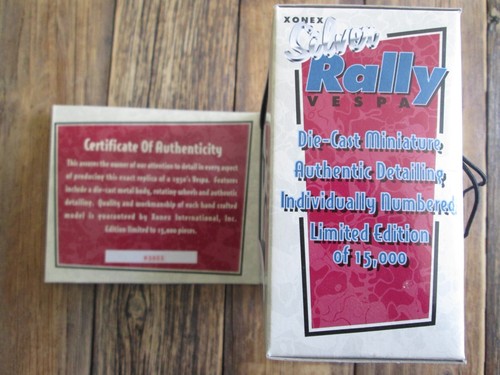 XONEX
Silver
Rally
VESPA
Die-Cast Miniature
Authentic Detailing
Individually Numbered
Limited Edition
of 15,000
Certificate Of Authenticity
This assures the owner of our attention to detail in every aspect
of producing this exact replica of a 1950's Vespa. Features
include a die-cast metal body, rotating wheels and authentic
detailing. Quality and workmanship of each hand crafted
model is guaranteed by Xonex International, Inc.
Edition limited to 15,000 pieces.